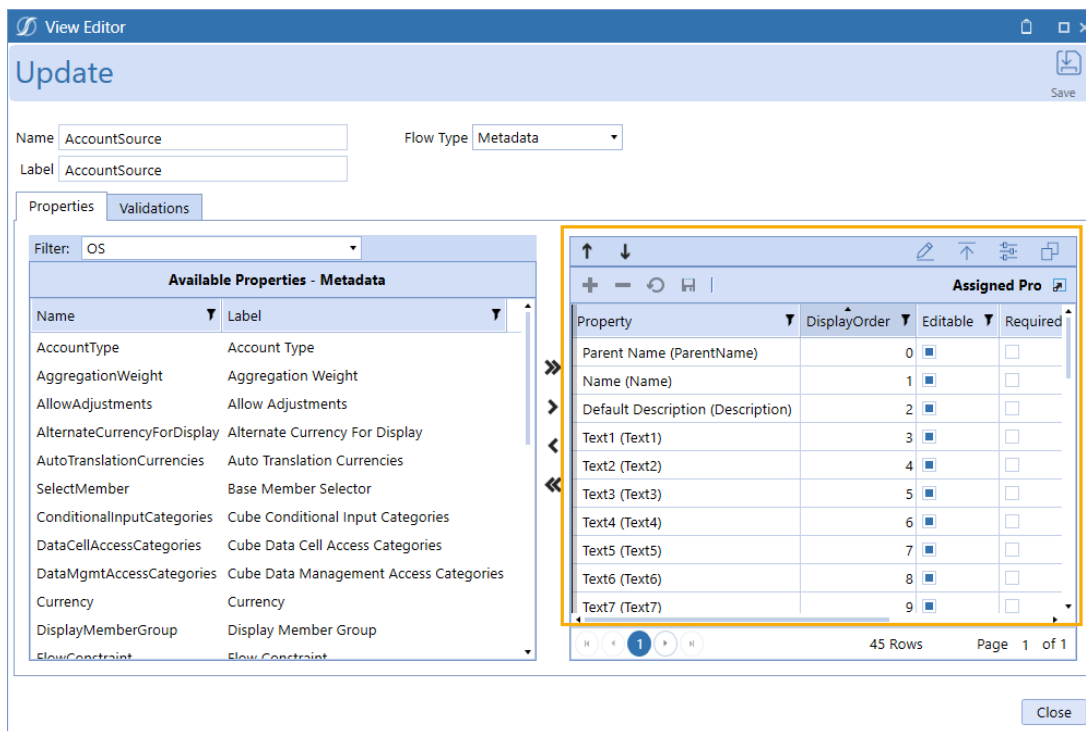 View Editor
Update
Save
Name AccountSource Flow Type Metadata
Label AccountSource
Properties Validations
Filter: OS
Available Properties - Metadata
Name Label
AccountType Account Type
AggregationWeight Aggregation Weight
AllowAdjustments Allow Adjustments
AlternateCurrencyForDisplay Alternate Currency For Display
AutoTranslationCurrencies Auto Translation Currencies
SelectMember Base Member Selector
ConditionalInputCategories Cube Conditional Input Categories
DataCellAccessCategories Cube Data Cell Access Categories
DataMgmtAccessCategories Cube Data Management Access Categories
Currency Currency
DisplayMemberGroup Display Member Group
FlowConstraint Flow Constraint
Assigned Pro
Property DisplayOrder Editable Required
Parent Name (ParentName) 0
Name (Name) 1
Default Description (Description) 2
Text1 (Text1) 3
Text2 (Text2) 4
Text3 (Text3) 5
Text4 (Text4) 6
Text5 (Text5) 7
Text6 (Text6) 8
Text7 (Text7) 9
1 45 Rows Page 1 of 1
Close